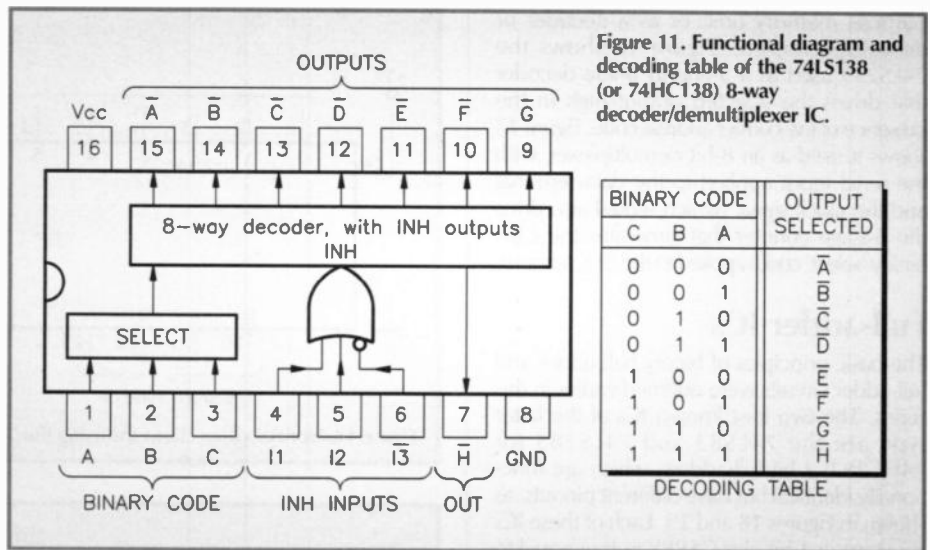 Figure 11. Functional diagram and
decoding table of the 74LS138
(or 74HC138) 8-way
decoder/demultiplexer IC.
OUTPUTS
Vcc A̅ B̅ C̅ D̅ E̅ F̅ G̅
16 15 14 13 12 11 10 9
8-way decoder, with INH outputs
INH
SELECT
1 2 3 4 5 6 7 8
A B C I1 I2 I̅3̅ H̅ GND
BINARY CODE INH INPUTS OUT
BINARY CODE OUTPUT
SELECTED
C B A
0 0 0 A̅
0 0 1 B̅
0 1 0 C̅
0 1 1 D̅
1 0 0 E̅
1 0 1 F̅
1 1 0 G̅
1 1 1 H̅
DECODING TABLE